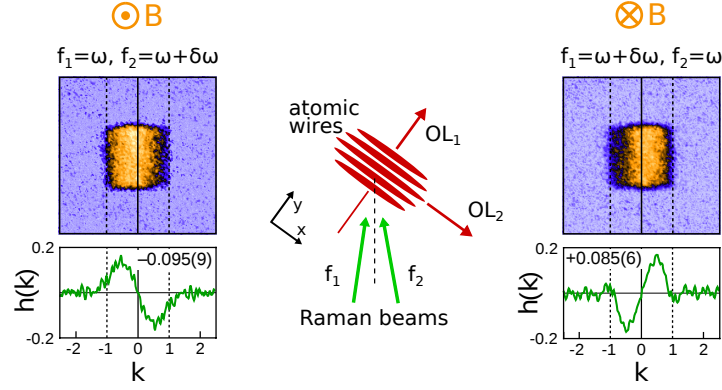 ⊙ B
f₁=ω, f₂=ω+δω
0.2
−0.095(9)
h(k)
-0.2
-2 -1 0 1 2
k
atomic
wires
OL₁
OL₂
y
x
f₁
f₂
Raman beams
⊗ B
f₁=ω+δω, f₂=ω
0.2
+0.085(6)
h(k)
-0.2
-2 -1 0 1 2
k